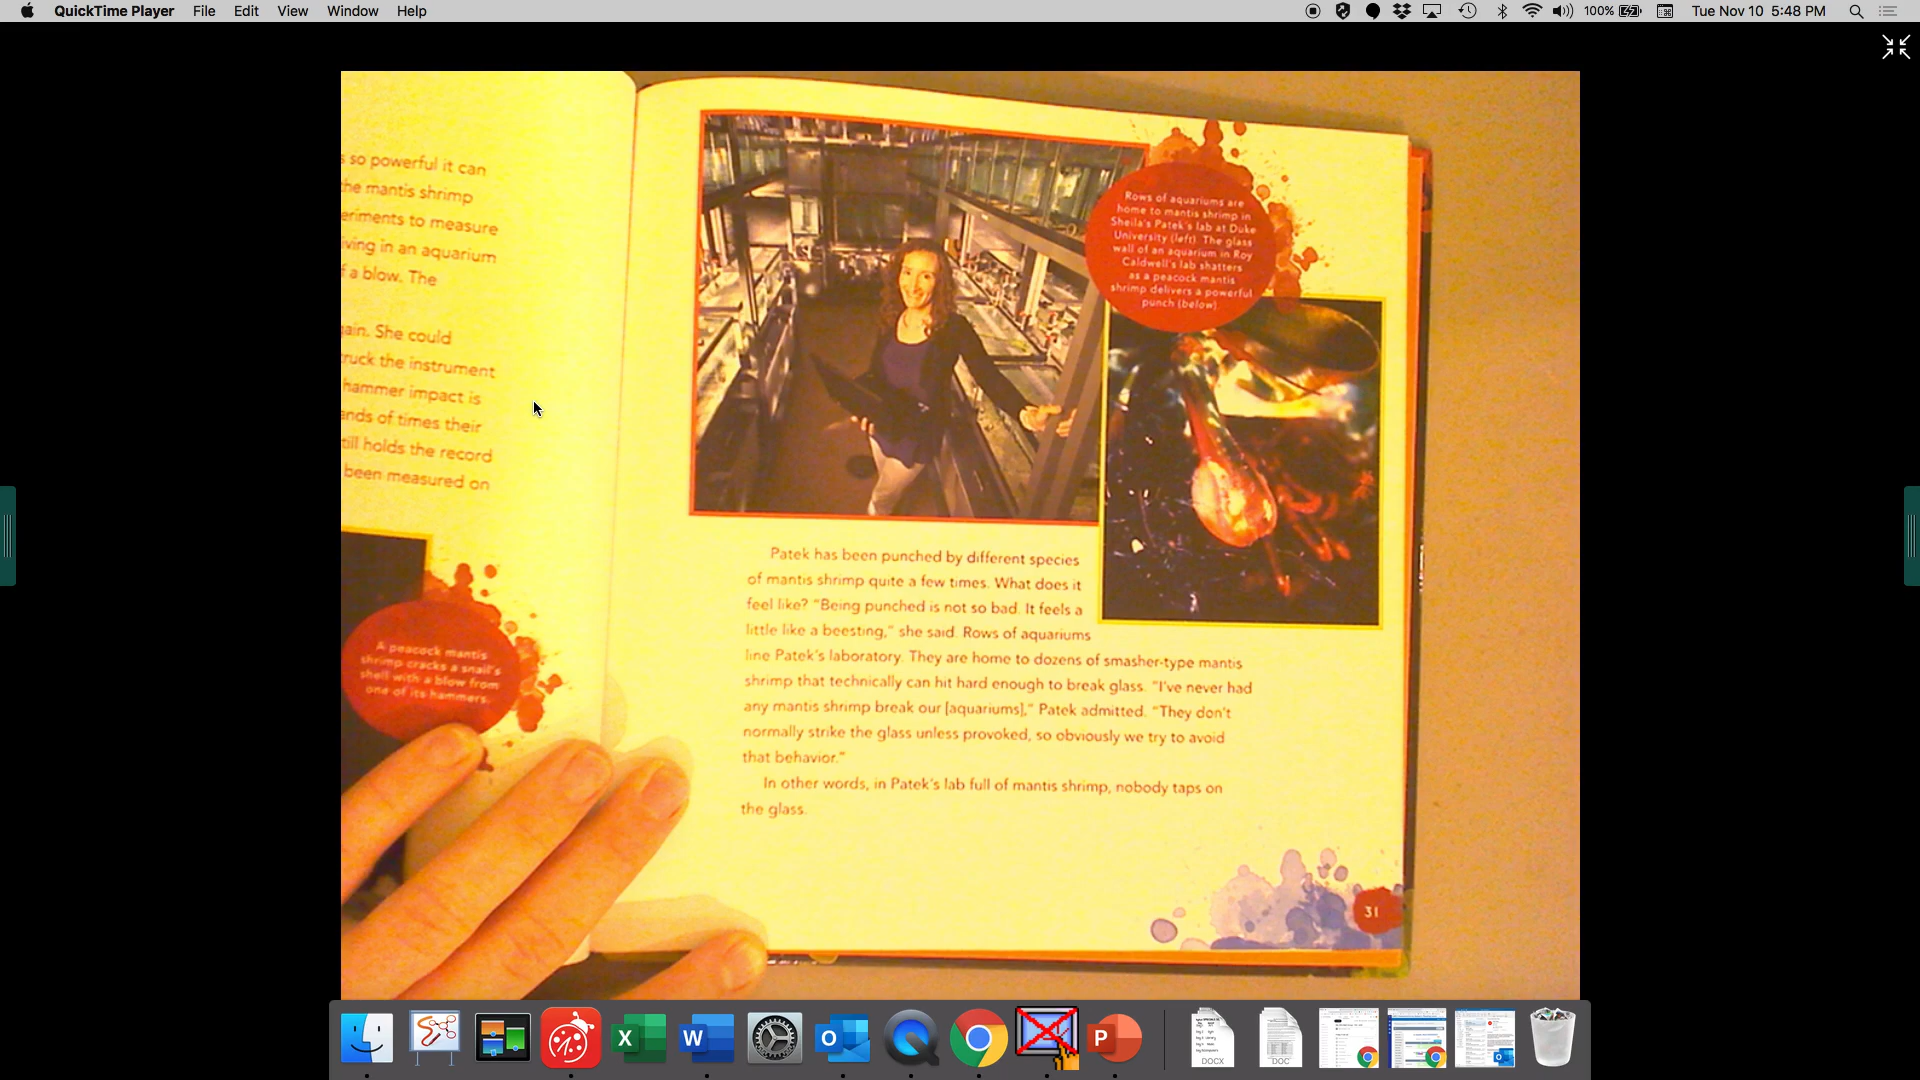 QuickTime Player File Edit View Window Help 100% Tue Nov 10 5:48 PM
s so powerful it can
the mantis shrimp
eriments to measure
iving in an aquarium
f a blow. The
gain. She could
ruck the instrument
hammer impact is
ands of times their
till holds the record
been measured on
A peacock mantis
shrimp cracks a snail's
shell with a blow from
one of its hammers.
Rows of aquariums are
home to mantis shrimp in
Sheila's Patek's lab at Duke
University (left). The glass
wall of an aquarium in Roy
Caldwell's lab shatters
as a peacock mantis
shrimp delivers a powerful
punch (below).
Patek has been punched by different species
of mantis shrimp quite a few times. What does it
feel like? "Being punched is not so bad. It feels a
little like a beesting," she said. Rows of aquariums
line Patek's laboratory. They are home to dozens of smasher-type mantis
shrimp that technically can hit hard enough to break glass. "I've never had
any mantis shrimp break our [aquariums]," Patek admitted. "They don't
normally strike the glass unless provoked, so obviously we try to avoid
that behavior."
In other words, in Patek's lab full of mantis shrimp, nobody taps on
the glass.
31
DOCX
DOC